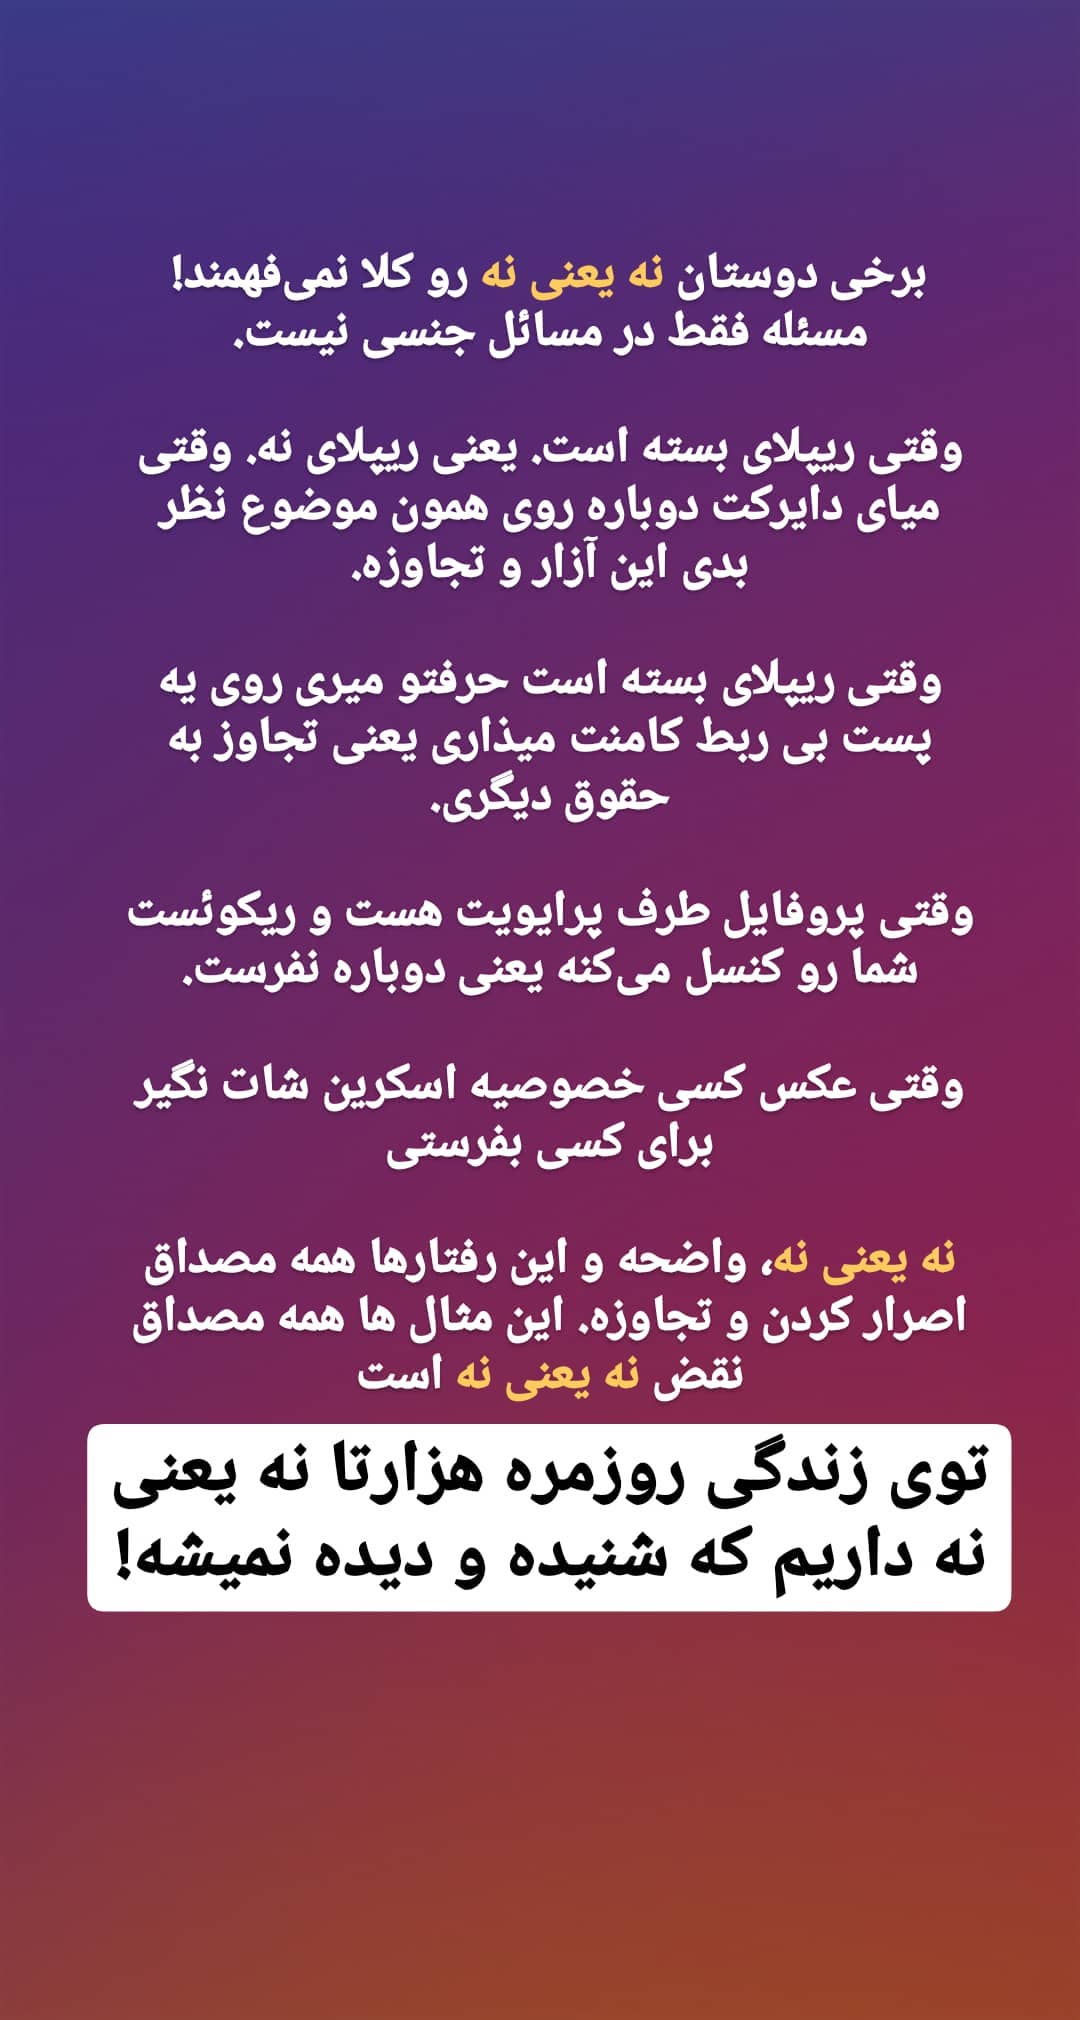 برخی دوستان نه یعنی نه رو کلا نمی‌فهمند!
مسئله فقط در مسائل جنسی نیست.
وقتی ریپلای بسته است. یعنی ریپلای نه. وقتی
میای دایرکت دوباره روی همون موضوع نظر
بدی این آزار و تجاوزه.
وقتی ریپلای بسته است حرفتو میری روی یه
پست بی ربط کامنت میذاری یعنی تجاوز به
حقوق دیگری.
وقتی پروفایل طرف پرایویت هست و ریکوئست
شما رو کنسل می‌کنه یعنی دوباره نفرست.
وقتی عکس کسی خصوصیه اسکرین شات نگیر
برای کسی بفرستی
نه یعنی نه، واضحه و این رفتارها همه مصداق
اصرار کردن و تجاوزه. این مثال ها همه مصداق
نقض نه یعنی نه است
توی زندگی روزمره هزارتا نه یعنی
نه داریم که شنیده و دیده نمیشه!